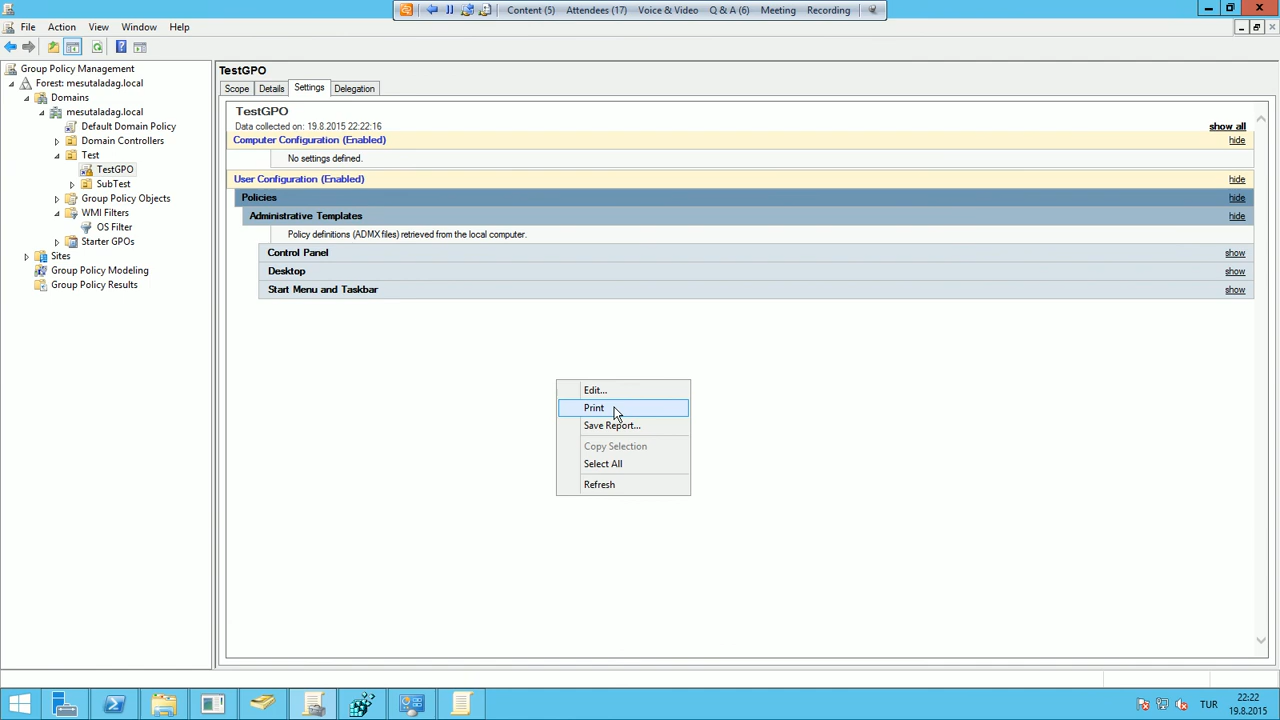 Content (5) Attendees (17) Voice & Video Q & A (6) Meeting Recording
File Action View Window Help
Group Policy Management
Forest: mesutaladag.local
Domains
mesutaladag.local
Default Domain Policy
Domain Controllers
Test
TestGPO
SubTest
Group Policy Objects
WMI Filters
OS Filter
Starter GPOs
Sites
Group Policy Modeling
Group Policy Results
TestGPO
Scope Details Settings Delegation
TestGPO
Data collected on: 19.8.2015 22:22:16 show all
Computer Configuration (Enabled) hide
No settings defined.
User Configuration (Enabled) hide
Policies hide
Administrative Templates hide
Policy definitions (ADMX files) retrieved from the local computer.
Control Panel show
Desktop show
Start Menu and Taskbar show
Edit...
Print
Save Report...
Copy Selection
Select All
Refresh
TUR
22:22
19.8.2015